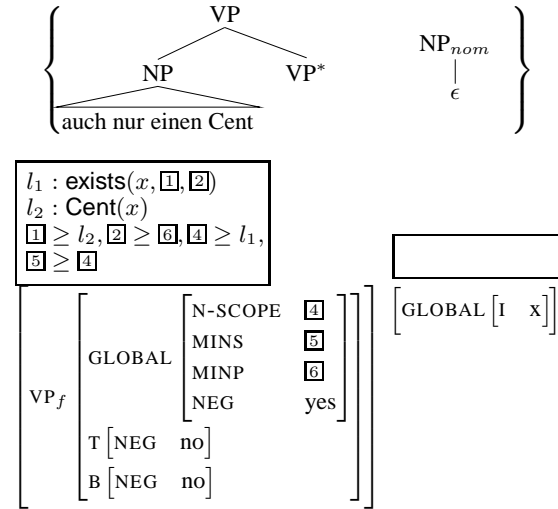 VP
NP VP* NP_nom
ϵ
auch nur einen Cent
l₁ : exists(x, 1, 2)
l₂ : Cent(x)
1 ≥ l₂, 2 ≥ 6, 4 ≥ l₁,
5 ≥ 4
N-SCOPE 4
MINS 5
GLOBAL
MINP 6
NEG yes
VP_f
T [NEG no]
B [NEG no]
[GLOBAL [I x]]